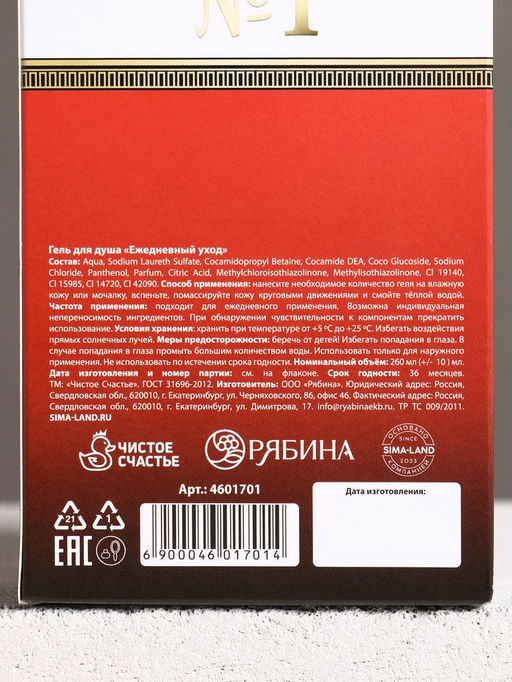 №1
Гель для душа «Ежедневный уход»
Состав: Aqua, Sodium Laureth Sulfate, Cocamidopropyl Betaine, Cocamide DEA, Coco Glucoside, Sodium
Chloride, Panthenol, Parfum, Citric Acid, Methylchloroisothiazolinone, Methylisothiazolinone, Cl 19140,
Cl 15985, Cl 14720, Cl 42090. Способ применения: нанесите необходимое количество геля на влажную
кожу или мочалку, вспеньте, помассируйте кожу круговыми движениями и смойте тёплой водой.
Частота применения: подходит для ежедневного применения. Возможна индивидуальная
непереносимость ингредиентов. При обнаружении чувствительности к компонентам прекратить
использование. Условия хранения: хранить при температуре от +5 ºС до +25 ºС. Избегать воздействия
прямых солнечных лучей. Меры предосторожности: беречь от детей! Избегать попадания в глаза. В
случае попадания в глаза промыть большим количеством воды. Использовать только для наружного
применения. Не использовать по истечении срока годности. Номинальный объём: 260 мл (+/- 10 ) мл.
Дата изготовления и номер партии: см. на флаконе. Срок годности: 36 месяцев.
ТМ: «Чистое Счастье». ГОСТ 31696-2012. Изготовитель: ООО «Рябина». Юридический адрес: Россия,
Свердловская обл., 620010, г. Екатеринбург, ул. Черняховского, 86, офис 46. Фактический адрес: Россия,
Свердловская обл., 620010, г. Екатеринбург, ул. Димитрова, 17. info@ryabinaekb.ru. ТР ТС 009/2011.
SIMA-LAND.RU
ЧИСТОЕ
СЧАСТЬЕ
РЯБИНА
ОСНОВАНО
SINCE
SIMA-LAND
2023
КОМПАНИЕЙ
Арт.: 4601701
Дата изготовления:
21
1
EAC
6 900046 017014